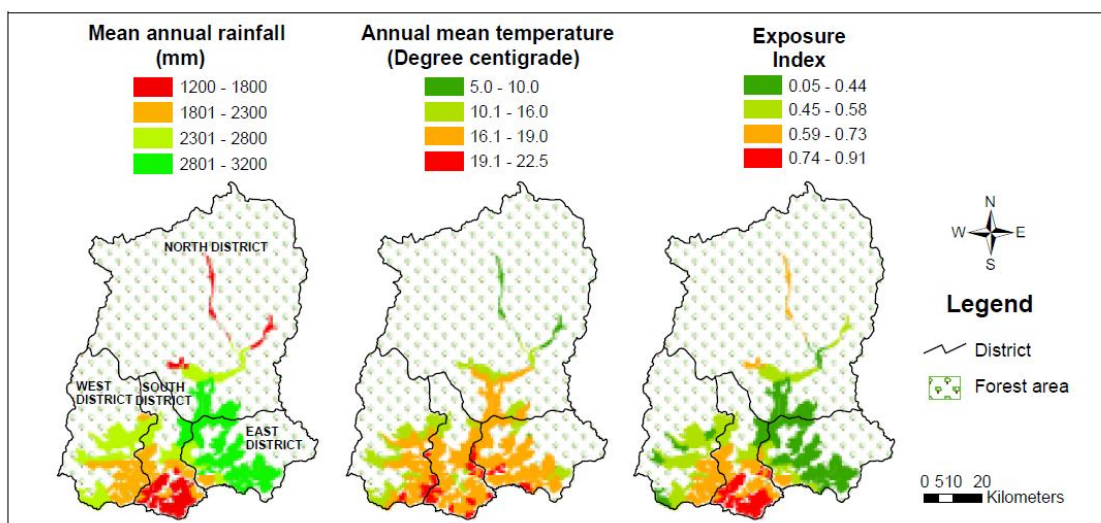 Mean annual rainfall
(mm)
1200 - 1800
1801 - 2300
2301 - 2800
2801 - 3200
Annual mean temperature
(Degree centigrade)
5.0 - 10.0
10.1 - 16.0
16.1 - 19.0
19.1 - 22.5
Exposure
Index
0.05 - 0.44
0.45 - 0.58
0.59 - 0.73
0.74 - 0.91
NORTH DISTRICT
WEST
DISTRICT
SOUTH
DISTRICT
EAST
DISTRICT
N
W
E
S
Legend
District
Forest area
0 510 20
Kilometers